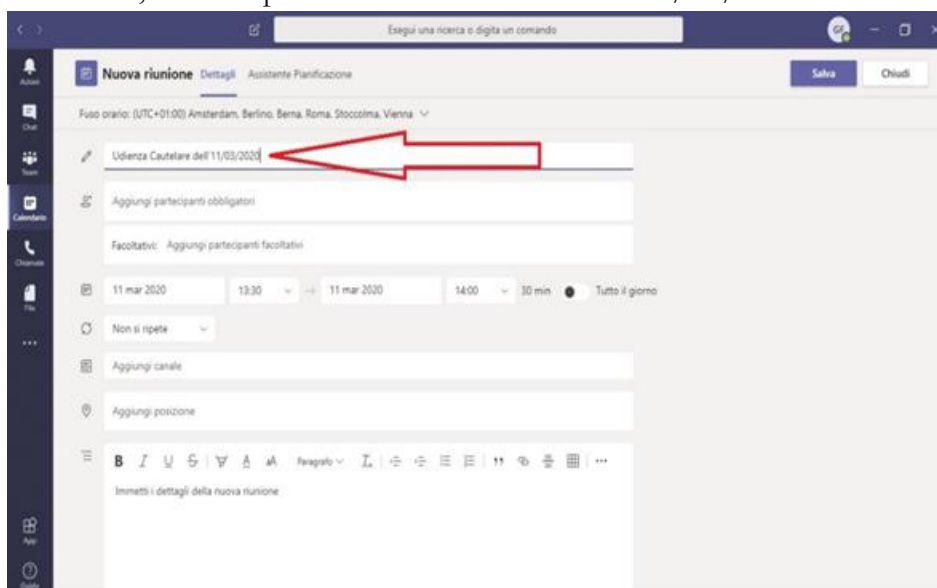 Esegui una ricerca o digita un comando
GF
Attività
Nuova riunione Dettagli Assistente Pianificazione
Salva Chiudi
Chat
Fuso orario: (UTC+01:00) Amsterdam, Berlino, Berna, Roma, Stoccolma, Vienna
Team
Udienza Cautelare dell'11/03/2020
Calendario
Aggiungi partecipanti obbligatori
Chiamate
Facoltativi: Aggiungi partecipanti facoltativi
File
11 mar 2020 13:30 → 11 mar 2020 14:00 30 min Tutto il giorno
Non si ripete
Aggiungi canale
Aggiungi posizione
B I U S A A Paragrafo
Immetti i dettagli della nuova riunione
App
Guida